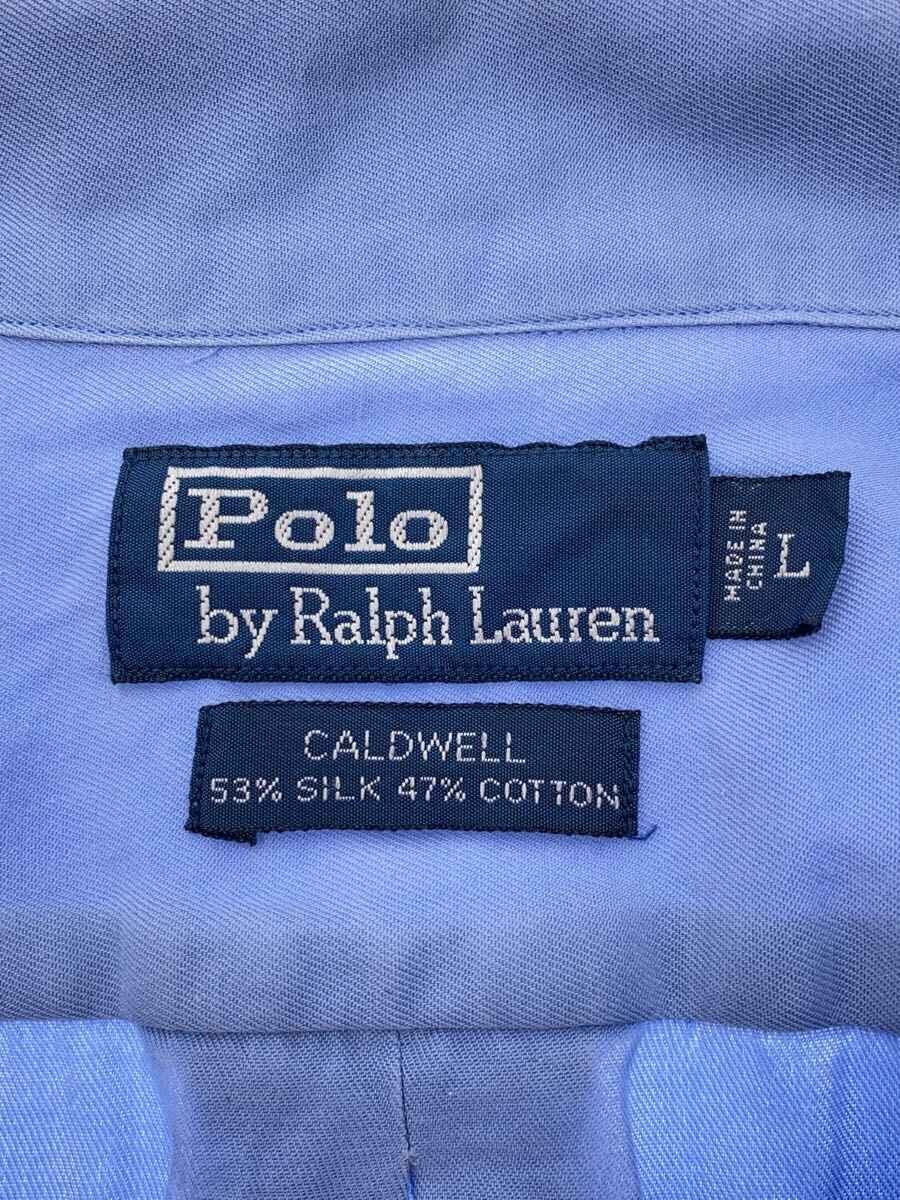 Polo
by Ralph Lauren
MADE IN
CHINA
L
CALDWELL
53% SILK 47% COTTON